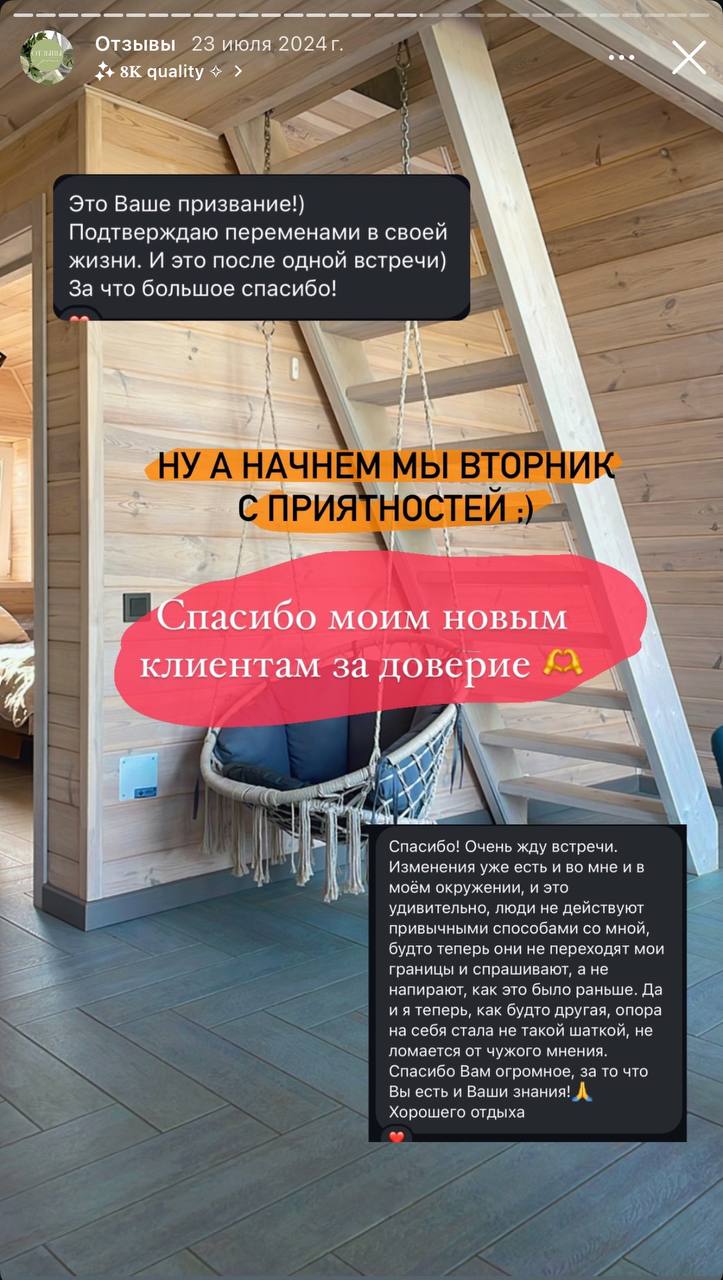 Отзывы 23 июля 2024 г.
8K quality
Это Ваше призвание!)
Подтверждаю переменами в своей
жизни. И это после одной встречи)
За что большое спасибо!
НУ А НАЧНЕМ МЫ ВТОРНИК
С ПРИЯТНОСТЕЙ ;)
Спасибо моим новым
клиентам за доверие 🫶
Спасибо! Очень жду встречи.
Изменения уже есть и во мне и в
моём окружении, и это
удивительно, люди не действуют
привычными способами со мной,
будто теперь они не переходят мои
границы и спрашивают, а не
напирают, как это было раньше. Да
и я теперь, как будто другая, опора
на себя стала не такой шаткой, не
ломается от чужого мнения.
Спасибо Вам огромное, за то что
Вы есть и Ваши знания!🙏
Хорошего отдыха